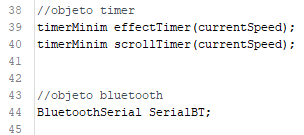 38 //objeto timer
39 timerMinim effectTimer(currentSpeed);
40 timerMinim scrollTimer(currentSpeed);
41
42
43 //objeto bluetooth
44 BluetoothSerial SerialBT;
45